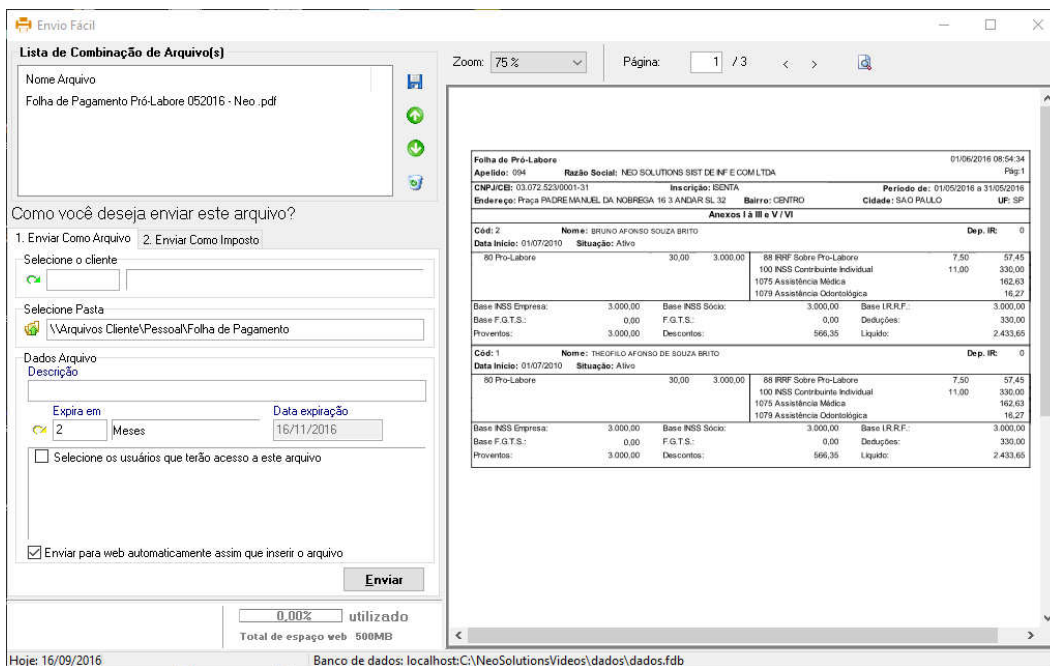 Envio Fácil
Lista de Combinação de Arquivo(s)
Nome Arquivo
Folha de Pagamento Pró-Labore 052016 - Neo .pdf
Como você deseja enviar este arquivo?
1. Enviar Como Arquivo 2. Enviar Como Imposto
Selecione o cliente
Selecione Pasta
\\Arquivos Cliente\Pessoal\Folha de Pagamento
Dados Arquivo
Descrição
Expira em Data expiração
2 Meses 16/11/2016
Selecione os usuários que terão acesso a este arquivo
Enviar para web automaticamente assim que inserir o arquivo
Enviar
0,00% utilizado
Total de espaço web 500MB
Zoom: 75 % Página: 1 / 3 < >
Folha de Pró-Labore 01/06/2016 08:54:34
Apelido: 094 Razão Social: NEO SOLUTIONS SIST DE INF E COM LTDA Pág:1
CNPJ/CEI: 03.072.523/0001-31 Inscrição: ISENTA Período de: 01/05/2016 a 31/05/2016
Endereço: Praça PADRE MANUEL DA NOBREGA 16 3 ANDAR SL 32 Bairro: CENTRO Cidade: SAO PAULO UF: SP
Anexos I à III e V / VI
Cód: 2 Nome: BRUNO AFONSO SOUZA BRITO Dep. IR: 0
Data Início: 01/07/2010 Situação: Ativo
80 Pro-Labore 30,00 3.000,00 88 IRRF Sobre Pro-Labore 7,50 57,45
100 INSS Contribuinte Individual 11,00 330,00
1075 Assistência Médica 162,63
1079 Assistência Odontológica 16,27
Base INSS Empresa: 3.000,00 Base INSS Sócio: 3.000,00 Base I.R.R.F.: 3.000,00
Base F.G.T.S.: 0,00 F.G.T.S.: 0,00 Deduções: 330,00
Proventos: 3.000,00 Descontos: 566,35 Líquido: 2.433,65
Cód: 1 Nome: THEOFILO AFONSO DE SOUZA BRITO Dep. IR: 0
Data Início: 01/07/2010 Situação: Ativo
80 Pro-Labore 30,00 3.000,00 88 IRRF Sobre Pro-Labore 7,50 57,45
100 INSS Contribuinte Individual 11,00 330,00
1075 Assistência Médica 162,63
1079 Assistência Odontológica 16,27
Base INSS Empresa: 3.000,00 Base INSS Sócio: 3.000,00 Base I.R.R.F.: 3.000,00
Base F.G.T.S.: 0,00 F.G.T.S.: 0,00 Deduções: 330,00
Proventos: 3.000,00 Descontos: 566,35 Líquido: 2.433,65
Hoje: 16/09/2016 Banco de dados: localhost:C:\NeoSolutionsVideos\dados\dados.fdb